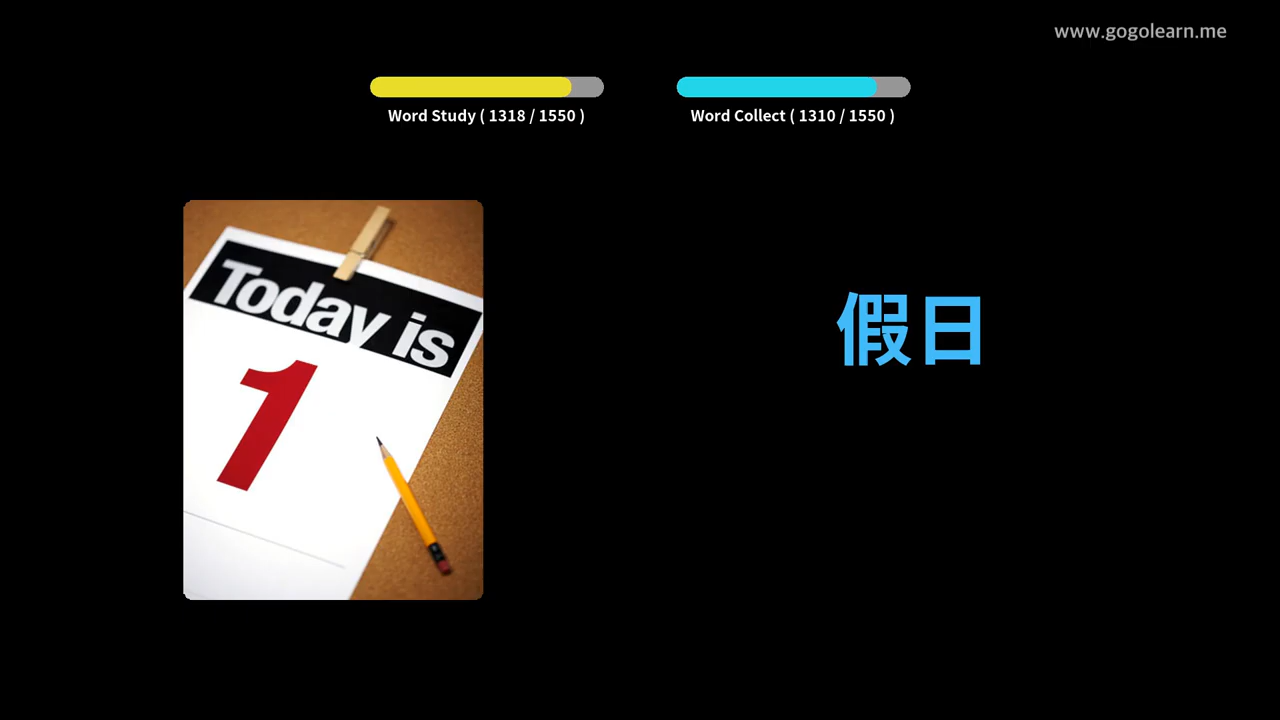 www.gogolearn.me
Word Study ( 1318 / 1550 )
Word Collect ( 1310 / 1550 )
Today is
1
假日